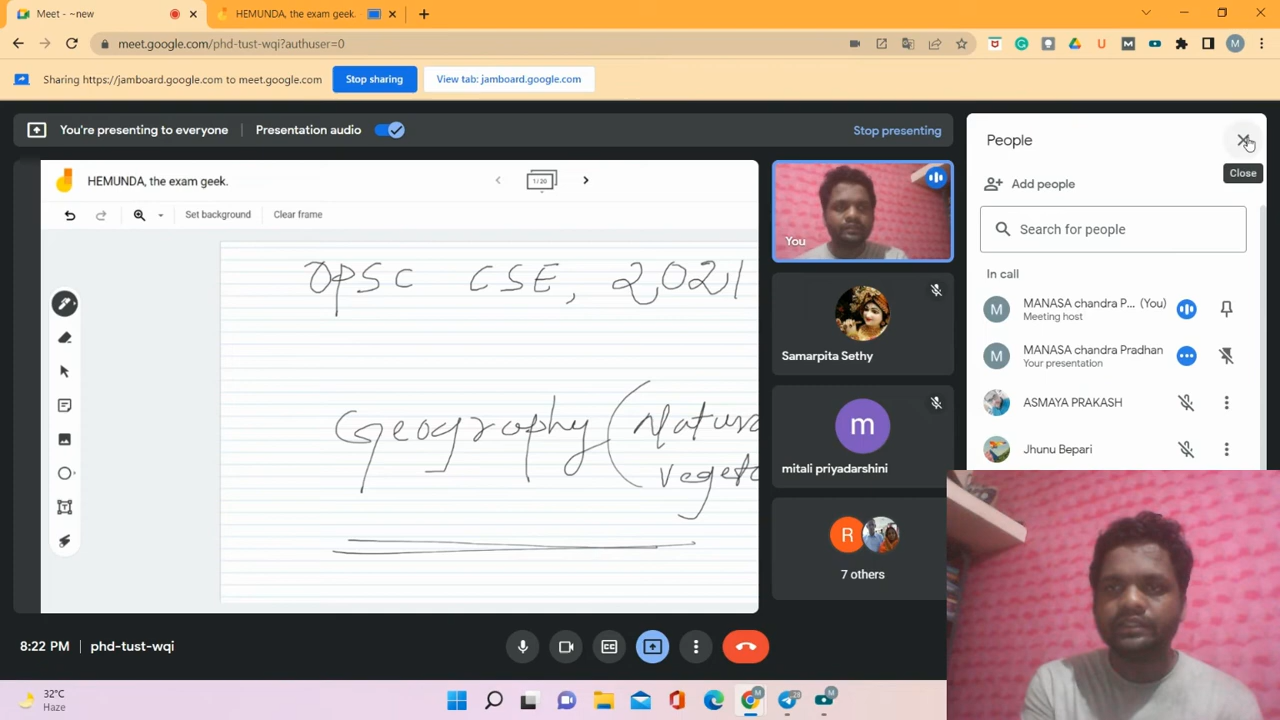 Meet - ~new
HEMUNDA, the exam geek.
meet.google.com/phd-tust-wqi?authuser=0
Sharing https://jamboard.google.com to meet.google.com
Stop sharing
View tab: jamboard.google.com
You're presenting to everyone
Presentation audio
Stop presenting
HEMUNDA, the exam geek.
1/20
Set background
Clear frame
OPSC CSE, 2021
Geography (Natura
vegeta
You
Samarpita Sethy
m
mitali priyadarshini
R
7 others
People
Close
Add people
Search for people
In call
M
MANASA chandra P... (You)
Meeting host
M
MANASA chandra Pradhan
Your presentation
ASMAYA PRAKASH
Jhunu Bepari
8:22 PM
phd-tust-wqi
32°C
Haze